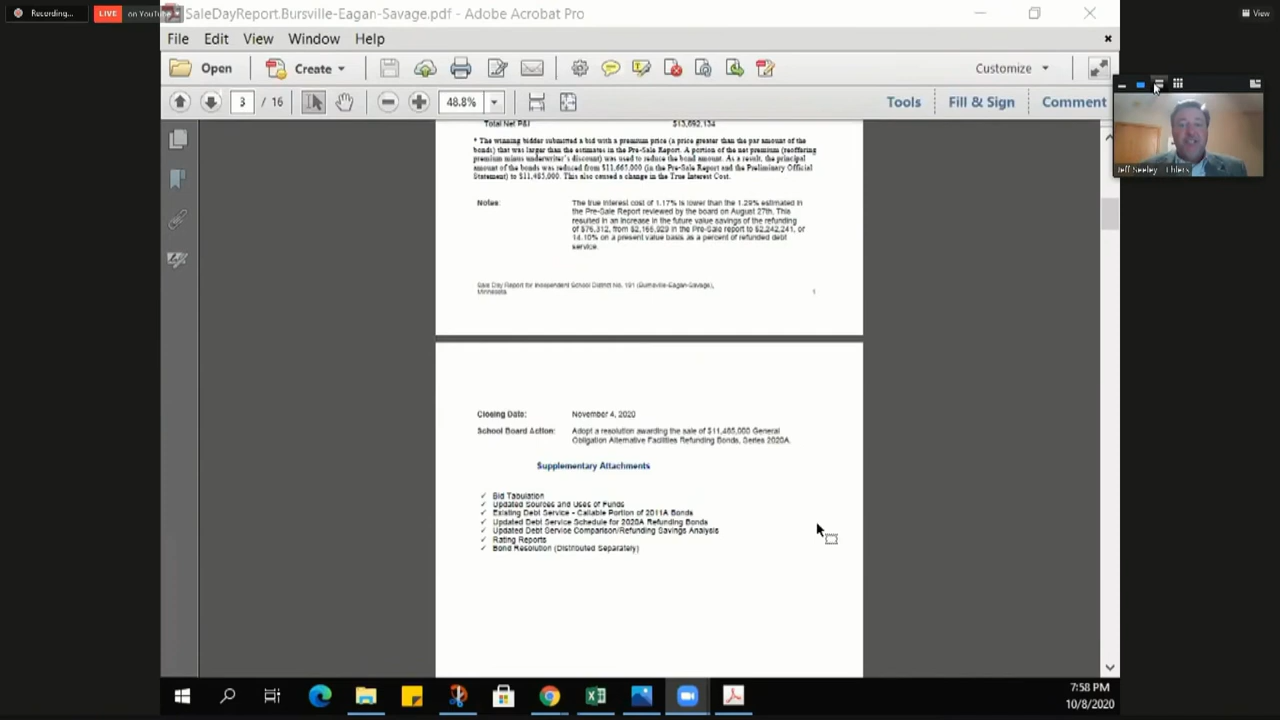 Recording...
LIVE on YouTube
View
SaleDayReport.Bursville-Eagan-Savage.pdf - Adobe Acrobat Pro
File Edit View Window Help
Open Create Customize
3 / 16 48.8% Tools Fill & Sign Comment
Jeff Seeley - Ehlers
Total Net P&I $13,692,134
* The winning bidder submitted a bid with a premium price (a price greater than the par amount of the
bonds) that was larger than the estimates in the Pre-Sale Report. A portion of the net premium (reoffering
premium minus underwriter's discount) was used to reduce the bond amount. As a result, the principal
amount of the bonds was reduced from $11,665,000 (in the Pre-Sale Report and the Preliminary Official
Statement) to $11,485,000. This also caused a change in the True Interest Cost.
Notes: The true interest cost of 1.17% is lower than the 1.29% estimated in
the Pre-Sale Report reviewed by the board on August 27th. This
resulted in an increase in the future value savings of the refunding
of $76,312, from $2,165,929 in the Pre-Sale report to $2,242,241, or
14.10% on a present value basis as a percent of refunded debt
service.
Sale Day Report for Independent School District No. 191 (Burnsville-Eagan-Savage),
Minnesota 1
Closing Date: November 4, 2020
School Board Action: Adopt a resolution awarding the sale of $11,485,000 General
Obligation Alternative Facilities Refunding Bonds, Series 2020A.
Supplementary Attachments
✓ Bid Tabulation
✓ Updated Sources and Uses of Funds
✓ Existing Debt Service - Callable Portion of 2011A Bonds
✓ Updated Debt Service Schedule for 2020A Refunding Bonds
✓ Updated Debt Service Comparison/Refunding Savings Analysis
✓ Rating Reports
✓ Bond Resolution (Distributed Separately)
7:58 PM
10/8/2020